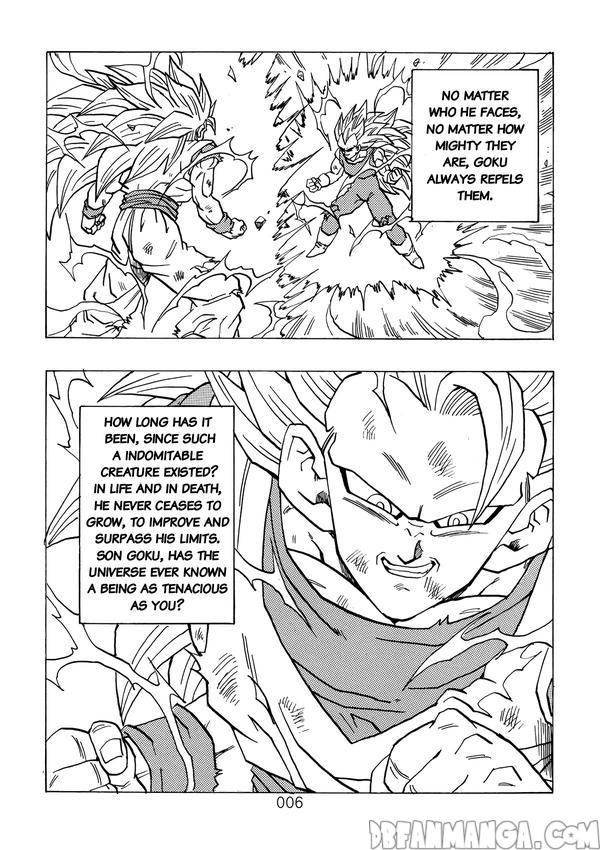 NO MATTER
WHO HE FACES,
NO MATTER HOW
MIGHTY THEY
ARE, GOKU
ALWAYS REPELS
THEM.
HOW LONG HAS IT
BEEN, SINCE SUCH
A INDOMITABLE
CREATURE EXISTED?
IN LIFE AND IN DEATH,
HE NEVER CEASES TO
GROW, TO IMPROVE AND
SURPASS HIS LIMITS.
SON GOKU, HAS THE
UNIVERSE EVER KNOWN
A BEING AS TENACIOUS
AS YOU?
006
DBFANMANGA.COM